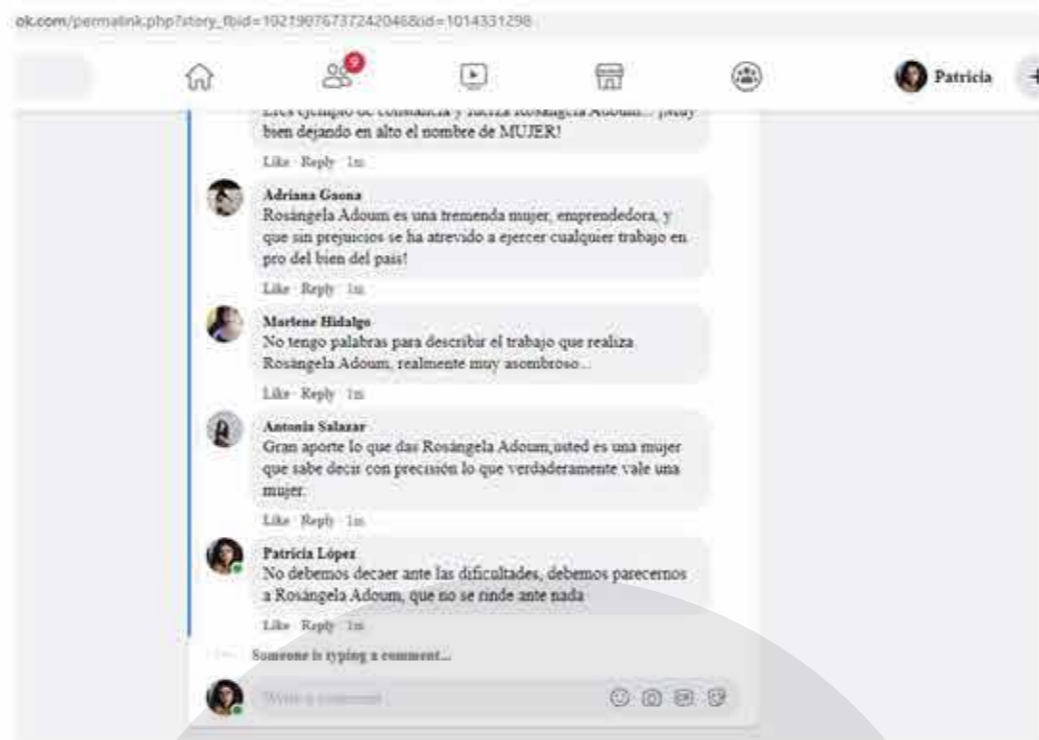 ok.com/permalink.php?story_fbid=10219076737242046&id=1014331298
9
Patricia
bien dejando en alto el nombre de MUJER!
Like · Reply · 1m
Adriana Gaona
Rosángela Adoum es una tremenda mujer, emprendedora, y
que sin prejuicios se ha atrevido a ejercer cualquier trabajo en
pro del bien del país!
Like · Reply · 1m
Marlene Hidalgo
No tengo palabras para describir el trabajo que realiza
Rosángela Adoum, realmente muy asombroso...
Like · Reply · 1m
Antonia Salazar
Gran aporte lo que das Rosángela Adoum,usted es una mujer
que sabe decir con precisión lo que verdaderamente vale una
mujer.
Like · Reply · 1m
Patricia López
No debemos decaer ante las dificultades, debemos parecernos
a Rosángela Adoum, que no se rinde ante nada
Like · Reply · 1m
Someone is typing a comment...
Write a comment
GIF